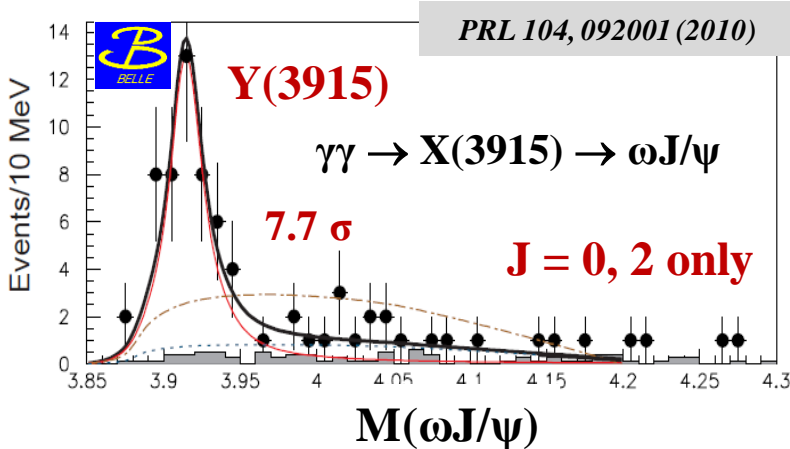 PRL 104, 092001 (2010)
B
BELLE
Y(3915)
γγ → X(3915) → ωJ/ψ
7.7 σ
J = 0, 2 only
Events/10 MeV
14
12
10
8
6
4
2
0
3.85 3.9 3.95 4 4.05 4.1 4.15 4.2 4.25 4.3
M(ωJ/ψ)